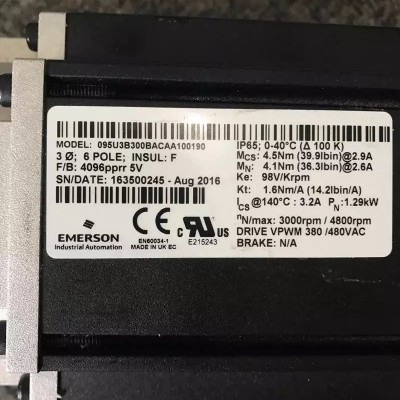 MODEL: 095U3B300BACAA100190
3 Ø; 6 POLE; INSUL: F
F/B: 4096pprr 5V
SN/DATE: 163500245 - Aug 2016
EMERSON
Industrial Automation
CE
EN60034-1
MADE IN UK EC
c RU US
E215243
IP65; 0-40°C (Δ 100 K)
MCS: 4.5Nm (39.9lbin)@2.9A
MN: 4.1Nm (36.3lbin)@2.6A
Ke: 98V/Krpm
Kt: 1.6Nm/A (14.2lbin/A)
ICS@140°C : 3.2A PN:1.29kW
nN/max: 3000rpm / 4800rpm
DRIVE VPWM 380 /480VAC
BRAKE: N/A